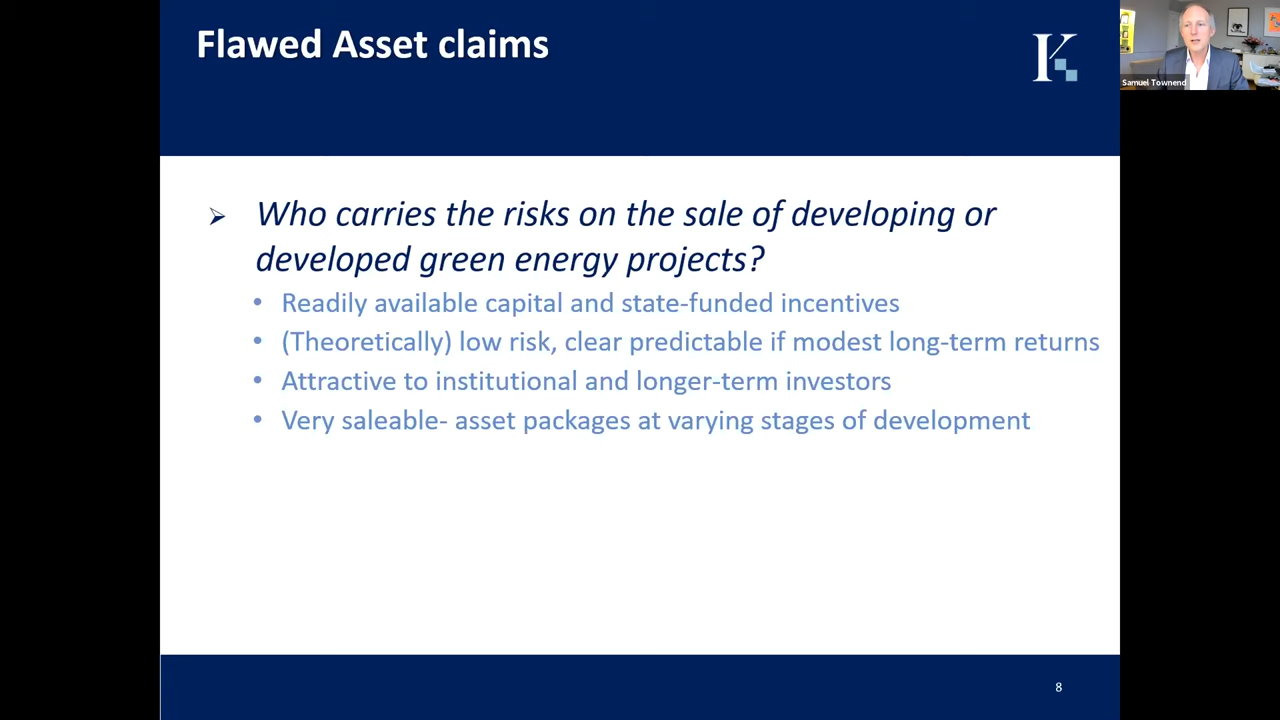 Flawed Asset claims
K
Samuel Townend
➢ Who carries the risks on the sale of developing or
developed green energy projects?
• Readily available capital and state-funded incentives
• (Theoretically) low risk, clear predictable if modest long-term returns
• Attractive to institutional and longer-term investors
• Very saleable- asset packages at varying stages of development
8